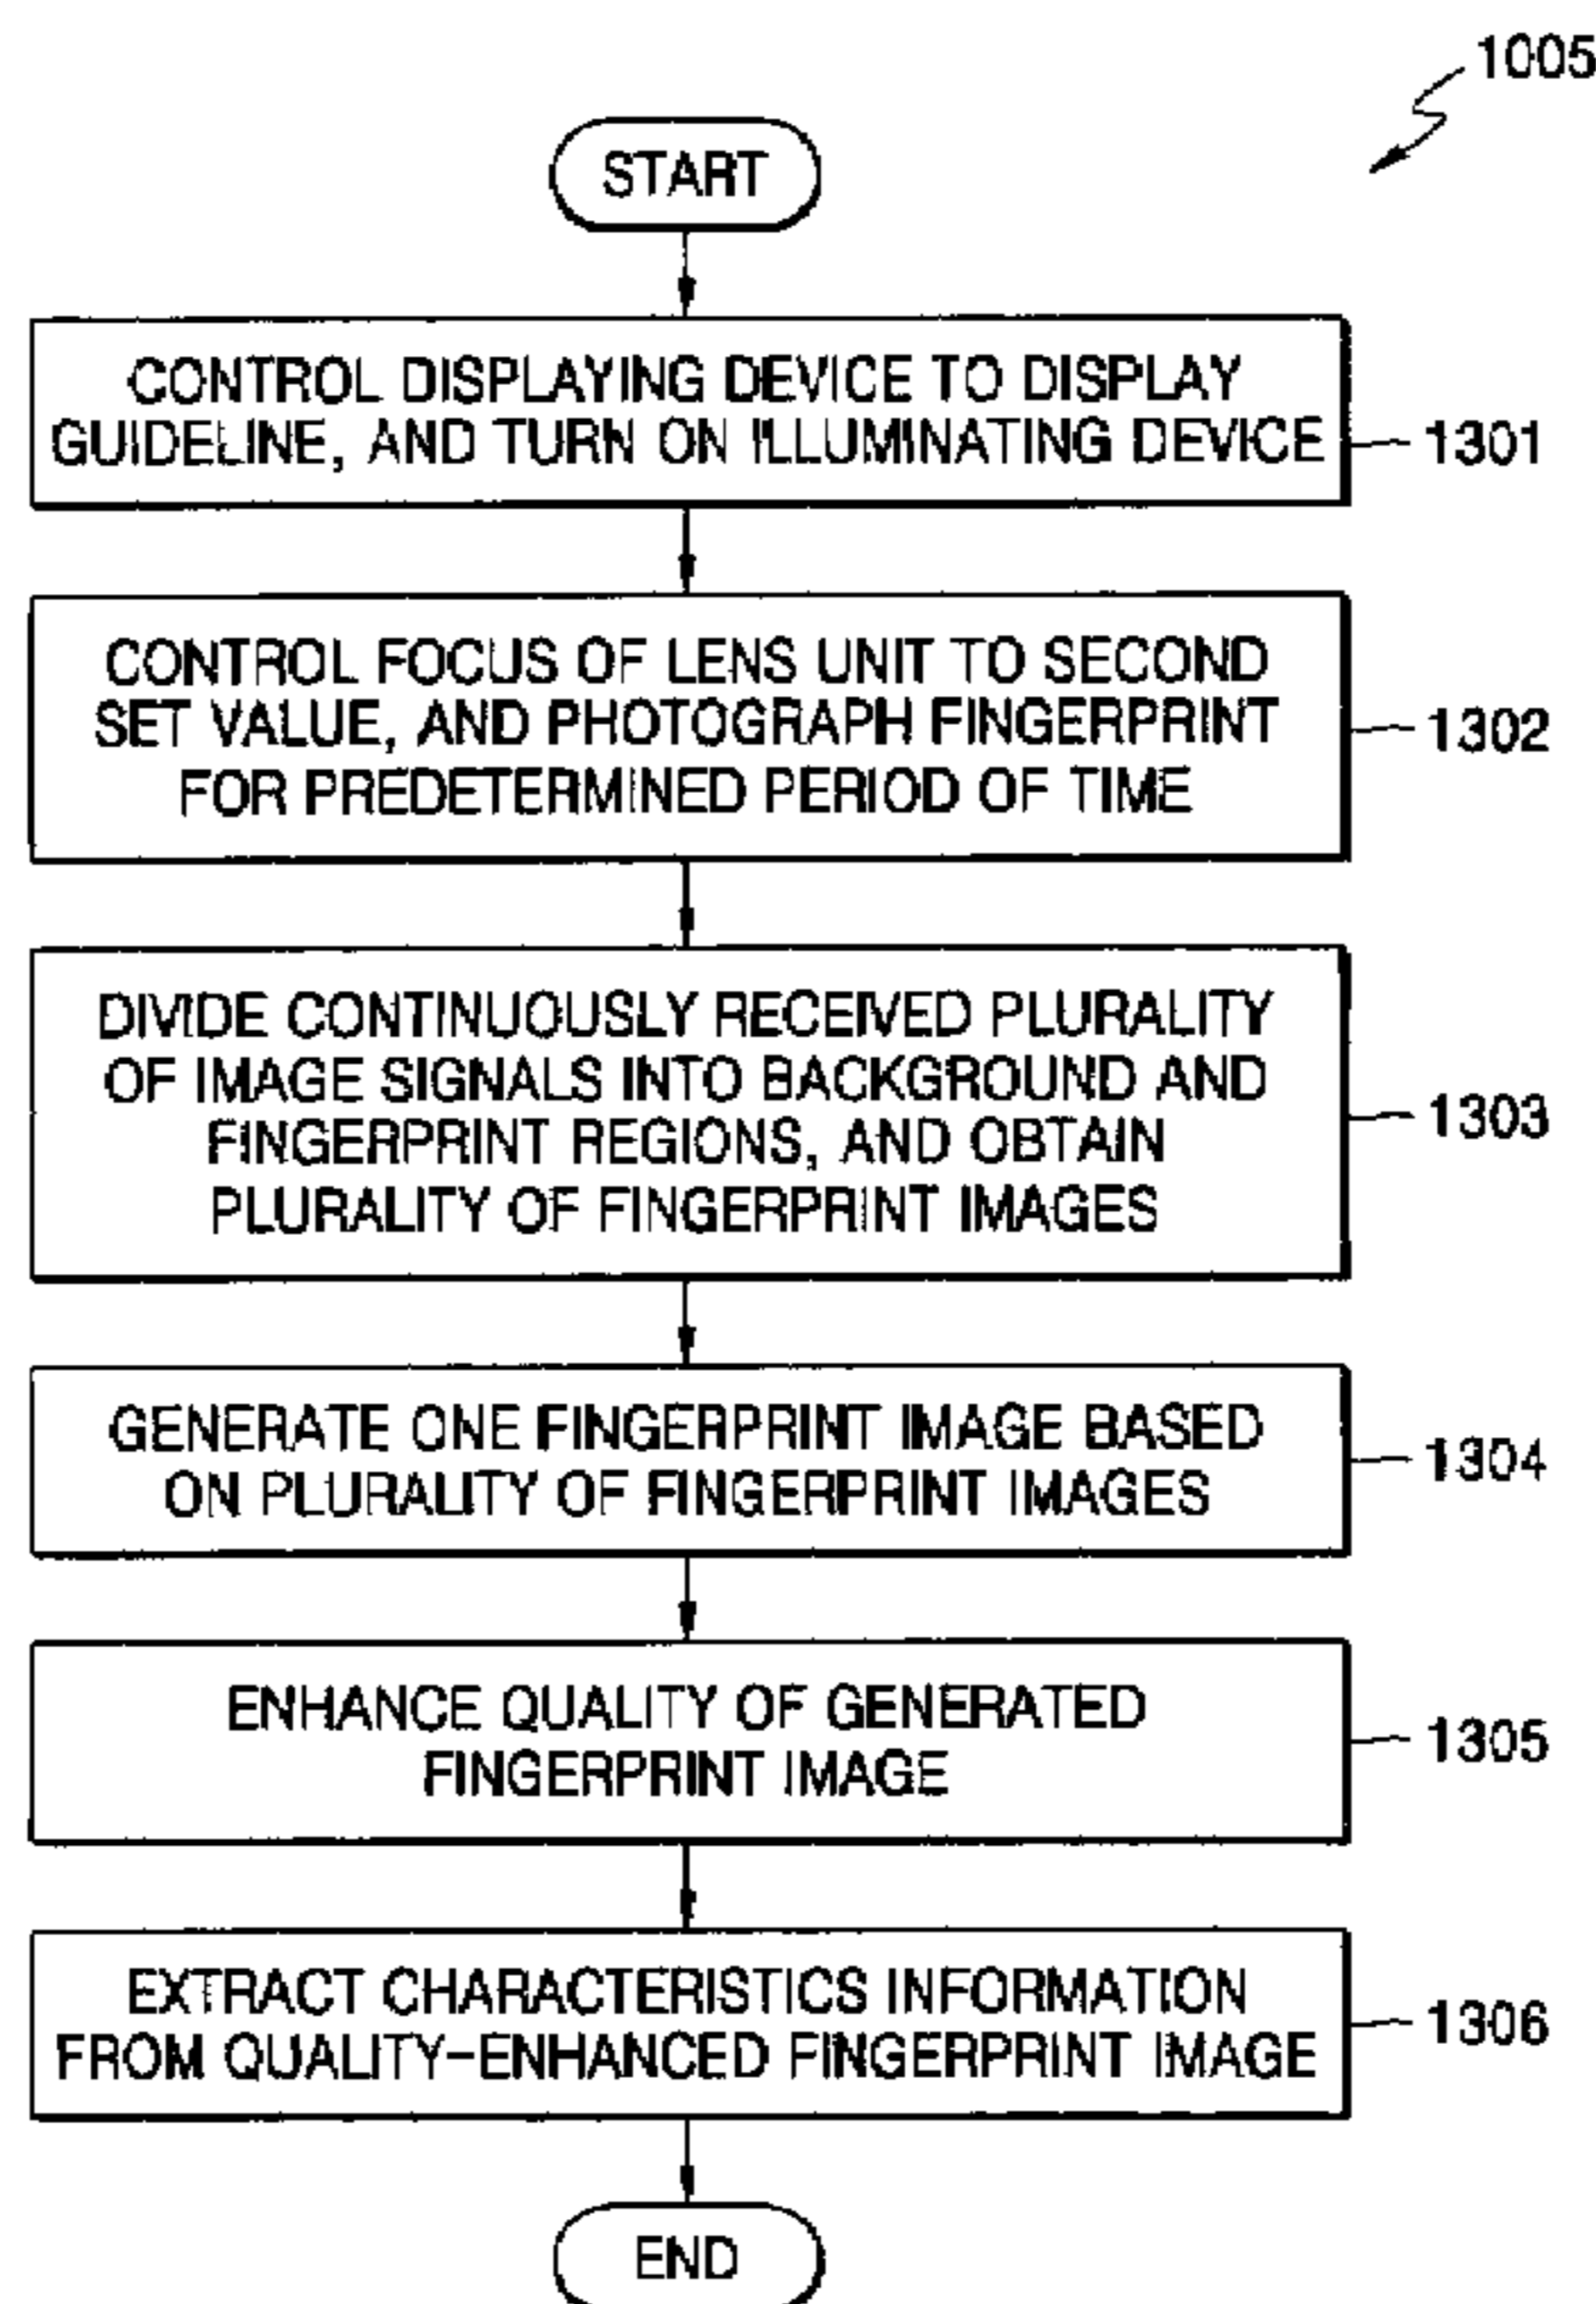 1005
START
CONTROL DISPLAYING DEVICE TO DISPLAY
GUIDELINE, AND TURN ON ILLUMINATING DEVICE
1301
CONTROL FOCUS OF LENS UNIT TO SECOND
SET VALUE, AND PHOTOGRAPH FINGERPRINT
FOR PREDETERMINED PERIOD OF TIME
1302
DIVIDE CONTINUOUSLY RECEIVED PLURALITY
OF IMAGE SIGNALS INTO BACKGROUND AND
FINGERPRINT REGIONS, AND OBTAIN
PLURALITY OF FINGERPRINT IMAGES
1303
GENERATE ONE FINGERPRINT IMAGE BASED
ON PLURALITY OF FINGERPRINT IMAGES
1304
ENHANCE QUALITY OF GENERATED
FINGERPRINT IMAGE
1305
EXTRACT CHARACTERISTICS INFORMATION
FROM QUALITY-ENHANCED FINGERPRINT IMAGE
1306
END